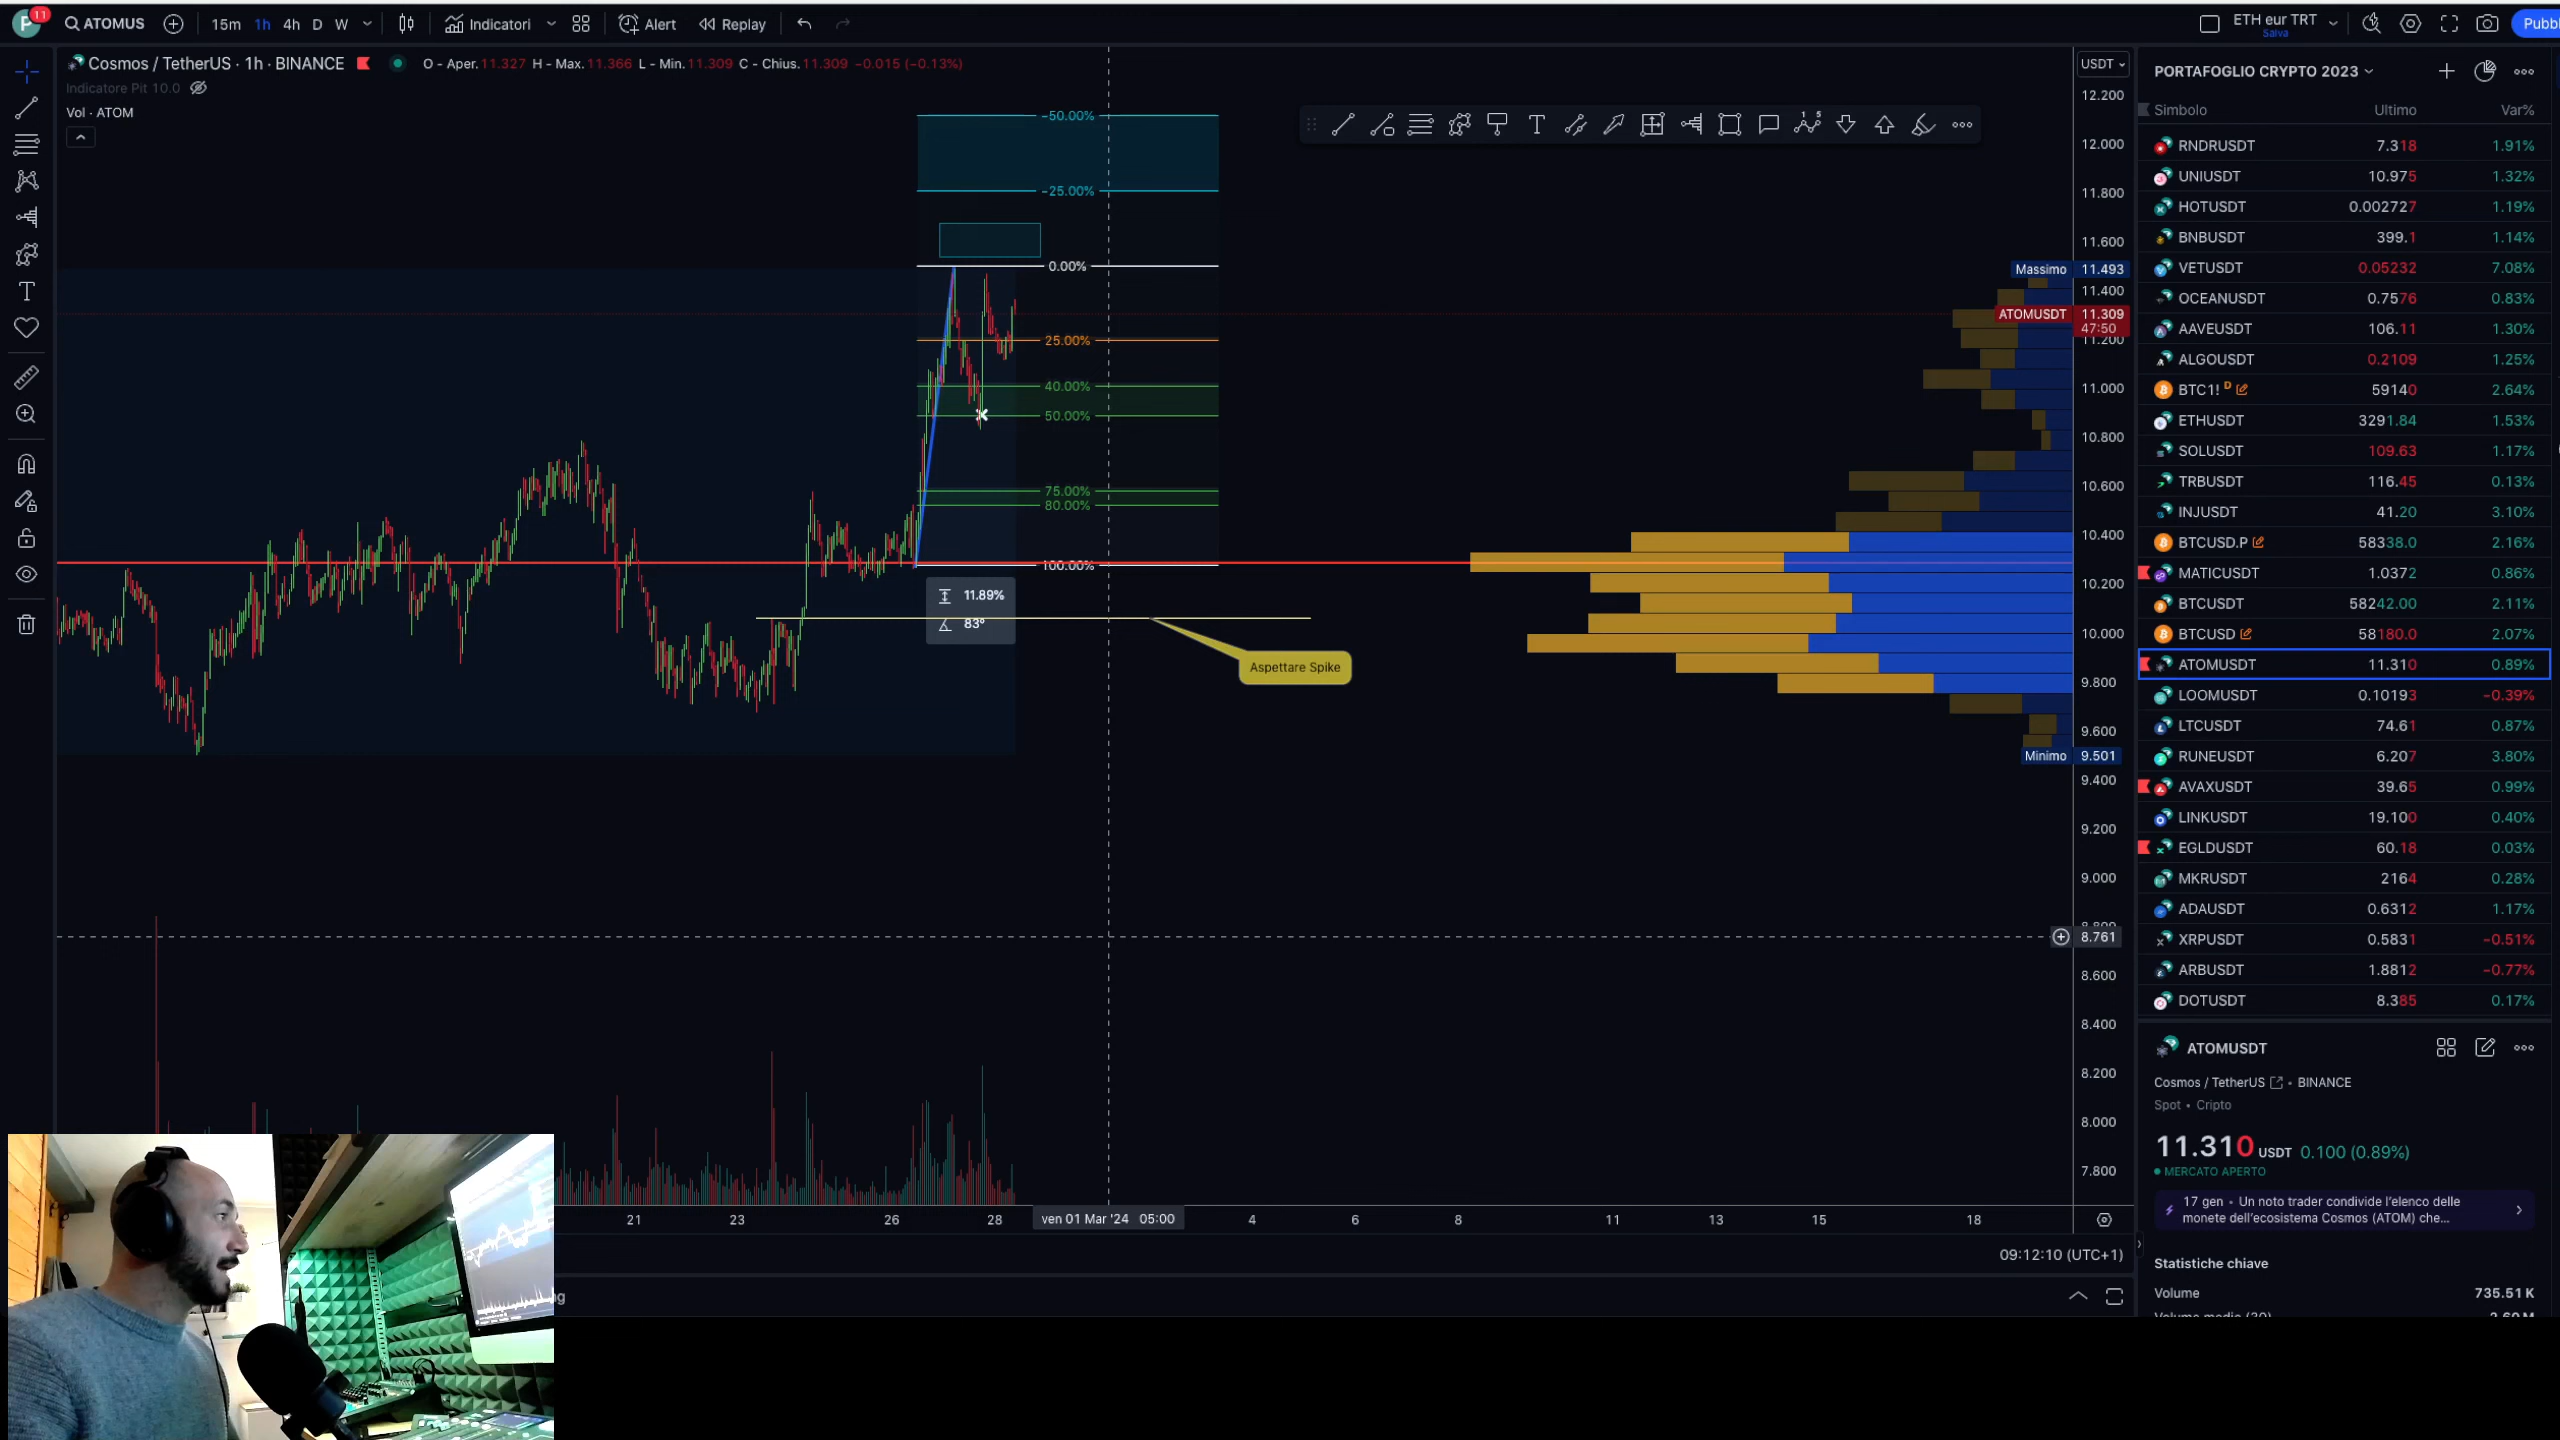 11
ATOMUS
15m
1h
4h
D
W
Indicatori
Alert
Replay
ETH eur TRT
Salva
Pubbl
Cosmos / TetherUS · 1h · BINANCE
O - Aper. 11.327 H - Max. 11.366 L - Min. 11.309 C - Chius. 11.309 −0.015 (−0.13%)
Indicatore Pit 10.0
Vol · ATOM
-50.00%
-25.00%
0.00%
25.00%
40.00%
50.00%
75.00%
80.00%
100.00%
11.89%
83°
Aspettare Spike
USDT
12.200
12.000
11.800
11.600
Massimo 11.493
11.400
ATOMUSDT 11.309
47:50
11.200
11.000
10.800
10.600
10.400
10.200
10.000
9.800
9.600
Minimo 9.501
9.400
9.200
9.000
8.761
8.600
8.400
8.200
8.000
7.800
21
23
26
28
ven 01 Mar '24 05:00
4
6
8
11
13
15
18
09:12:10 (UTC+1)
PORTAFOGLIO CRYPTO 2023
Simbolo Ultimo Var%
RNDRUSDT 7.318 1.91%
UNIUSDT 10.975 1.32%
HOTUSDT 0.002727 1.19%
BNBUSDT 399.1 1.14%
VETUSDT 0.05232 7.08%
OCEANUSDT 0.7576 0.83%
AAVEUSDT 106.11 1.30%
ALGOUSDT 0.2109 1.25%
BTC1! D 59140 2.64%
ETHUSDT 3291.84 1.53%
SOLUSDT 109.63 1.17%
TRBUSDT 116.45 0.13%
INJUSDT 41.20 3.10%
BTCUSD.P 58338.0 2.16%
MATICUSDT 1.0372 0.86%
BTCUSDT 58242.00 2.11%
BTCUSD 58180.0 2.07%
ATOMUSDT 11.310 0.89%
LOOMUSDT 0.10193 −0.39%
LTCUSDT 74.61 0.87%
RUNEUSDT 6.207 3.80%
AVAXUSDT 39.65 0.99%
LINKUSDT 19.100 0.40%
EGLDUSDT 60.18 0.03%
MKRUSDT 2164 0.28%
ADAUSDT 0.6312 1.17%
XRPUSDT 0.5831 −0.51%
ARBUSDT 1.8812 −0.77%
DOTUSDT 8.385 0.17%
ATOMUSDT
Cosmos / TetherUS • BINANCE
Spot • Cripto
11.310 USDT 0.100 (0.89%)
MERCATO APERTO
17 gen • Un noto trader condivide l'elenco delle
monete dell'ecosistema Cosmos (ATOM) che...
Statistiche chiave
Volume 735.51 K